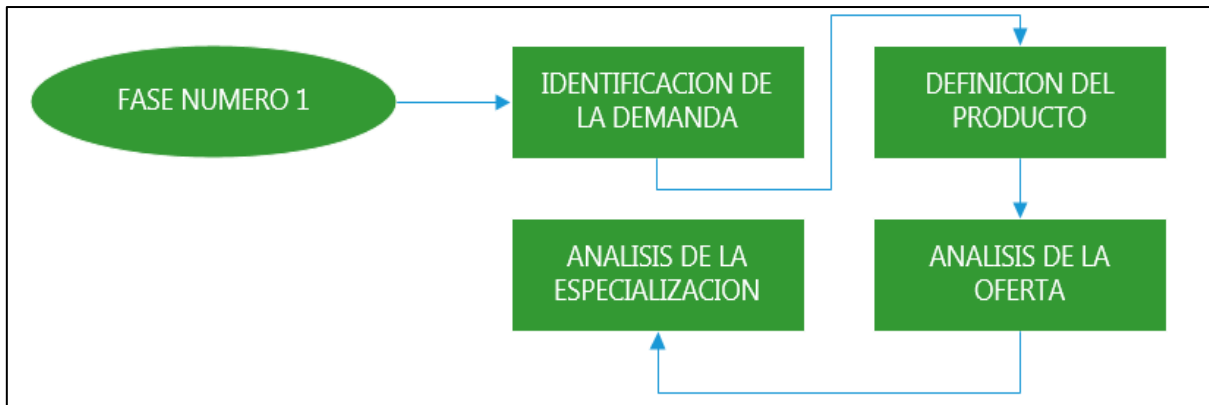 FASE NUMERO 1
IDENTIFICACION DE
LA DEMANDA
DEFINICION DEL
PRODUCTO
ANALISIS DE LA
OFERTA
ANALISIS DE LA
ESPECIALIZACION